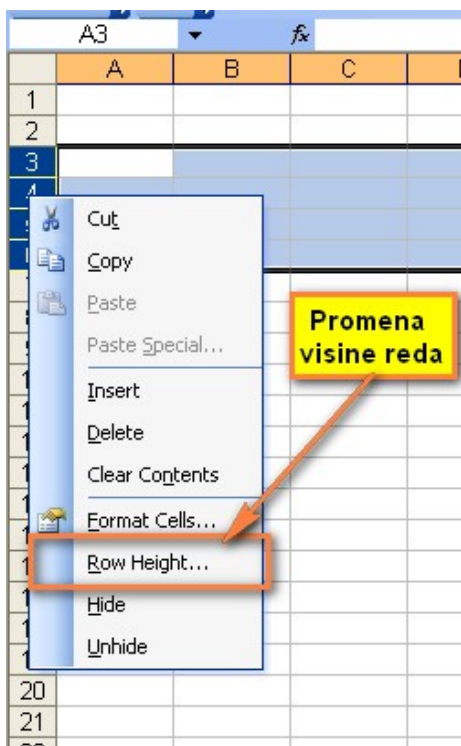 A3 fx
A B C
1
2
3
4
Cut
Copy
Paste
Paste Special...
Insert
Delete
Clear Contents
Format Cells...
Row Height...
Hide
Unhide
Promena
visine reda
20
21